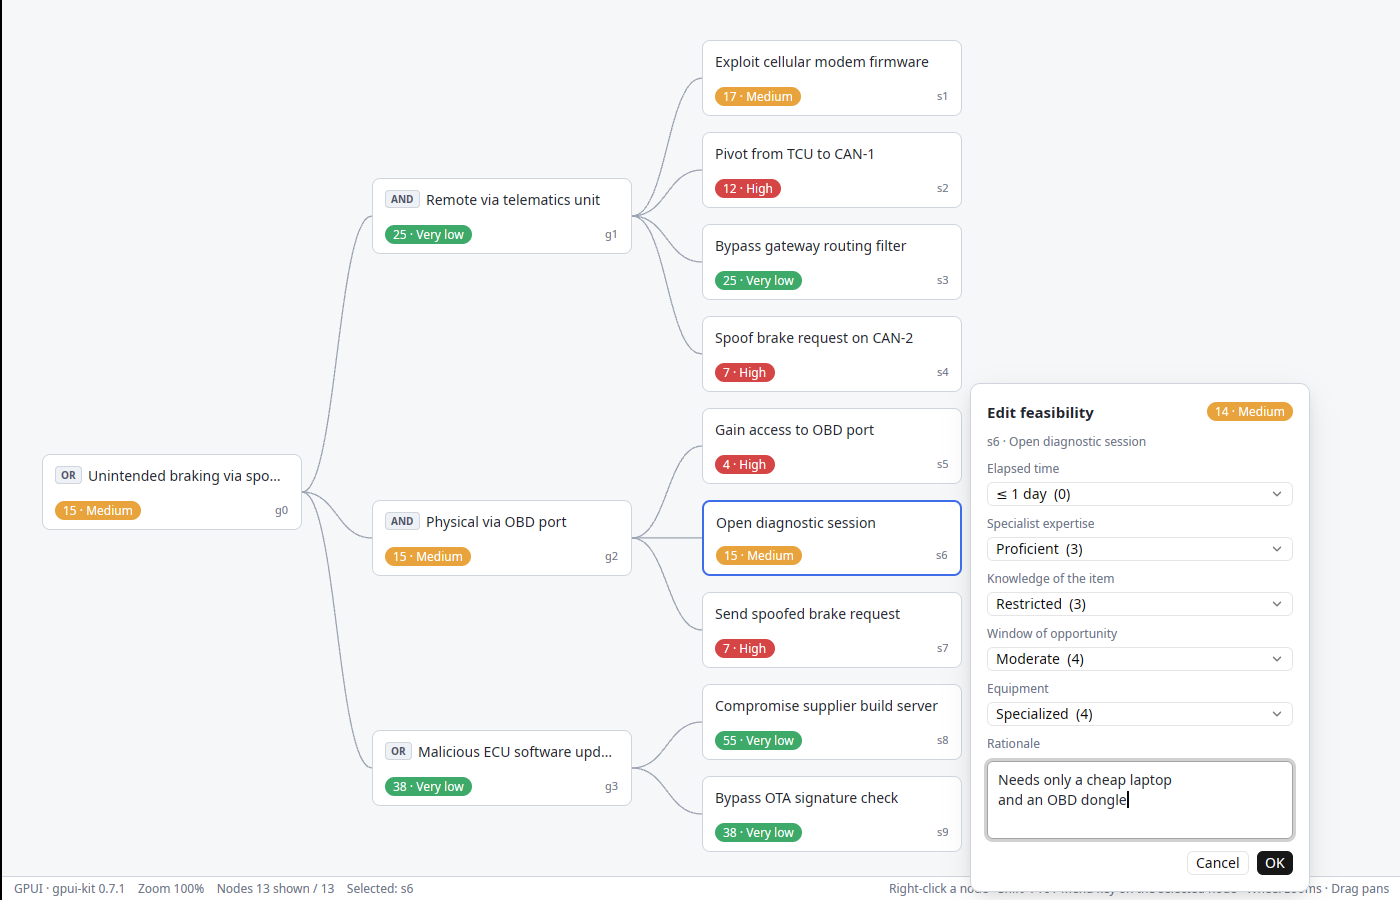 Exploit cellular modem firmware
17 · Medium
s1
Pivot from TCU to CAN-1
12 · High
s2
AND Remote via telematics unit
25 · Very low
g1
Bypass gateway routing filter
25 · Very low
s3
Spoof brake request on CAN-2
7 · High
s4
OR Unintended braking via spo...
15 · Medium
g0
Gain access to OBD port
4 · High
s5
AND Physical via OBD port
15 · Medium
g2
Open diagnostic session
15 · Medium
s6
Send spoofed brake request
7 · High
s7
OR Malicious ECU software upd...
38 · Very low
g3
Compromise supplier build server
55 · Very low
s8
Bypass OTA signature check
38 · Very low
s9
Edit feasibility
14 · Medium
s6 · Open diagnostic session
Elapsed time
≤ 1 day (0)
Specialist expertise
Proficient (3)
Knowledge of the item
Restricted (3)
Window of opportunity
Moderate (4)
Equipment
Specialized (4)
Rationale
Needs only a cheap laptop
and an OBD dongle
Cancel
OK
GPUI · gpui-kit 0.7.1 Zoom 100% Nodes 13 shown / 13 Selected: s6
Right-click a · Drag pans